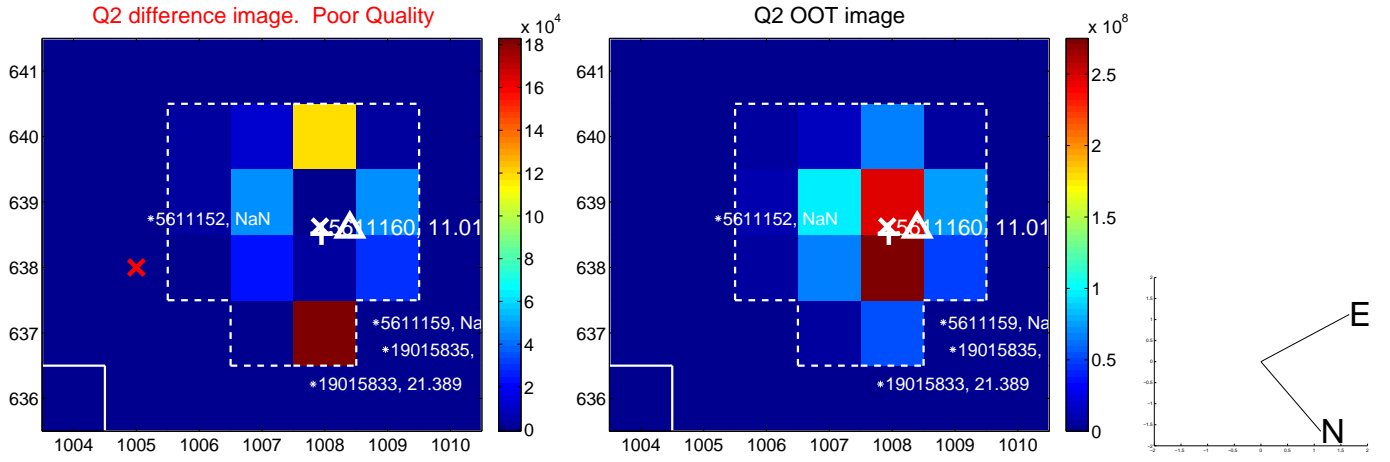 Q2 difference image. Poor Quality
x 10^4
641
640
639
638
637
636
1004 1005 1006 1007 1008 1009 1010
*5611152, NaN
5611160, 11.01
*5611159, Na
*19015835,
*19015833, 21.389
18
16
14
12
10
8
6
4
2
0
Q2 OOT image
x 10^8
641
640
639
638
637
636
1004 1005 1006 1007 1008 1009 1010
*5611152, NaN
5611160, 11.01
*5611159, Na
*19015835,
*19015833, 21.389
2.5
2
1.5
1
0.5
0
E
N